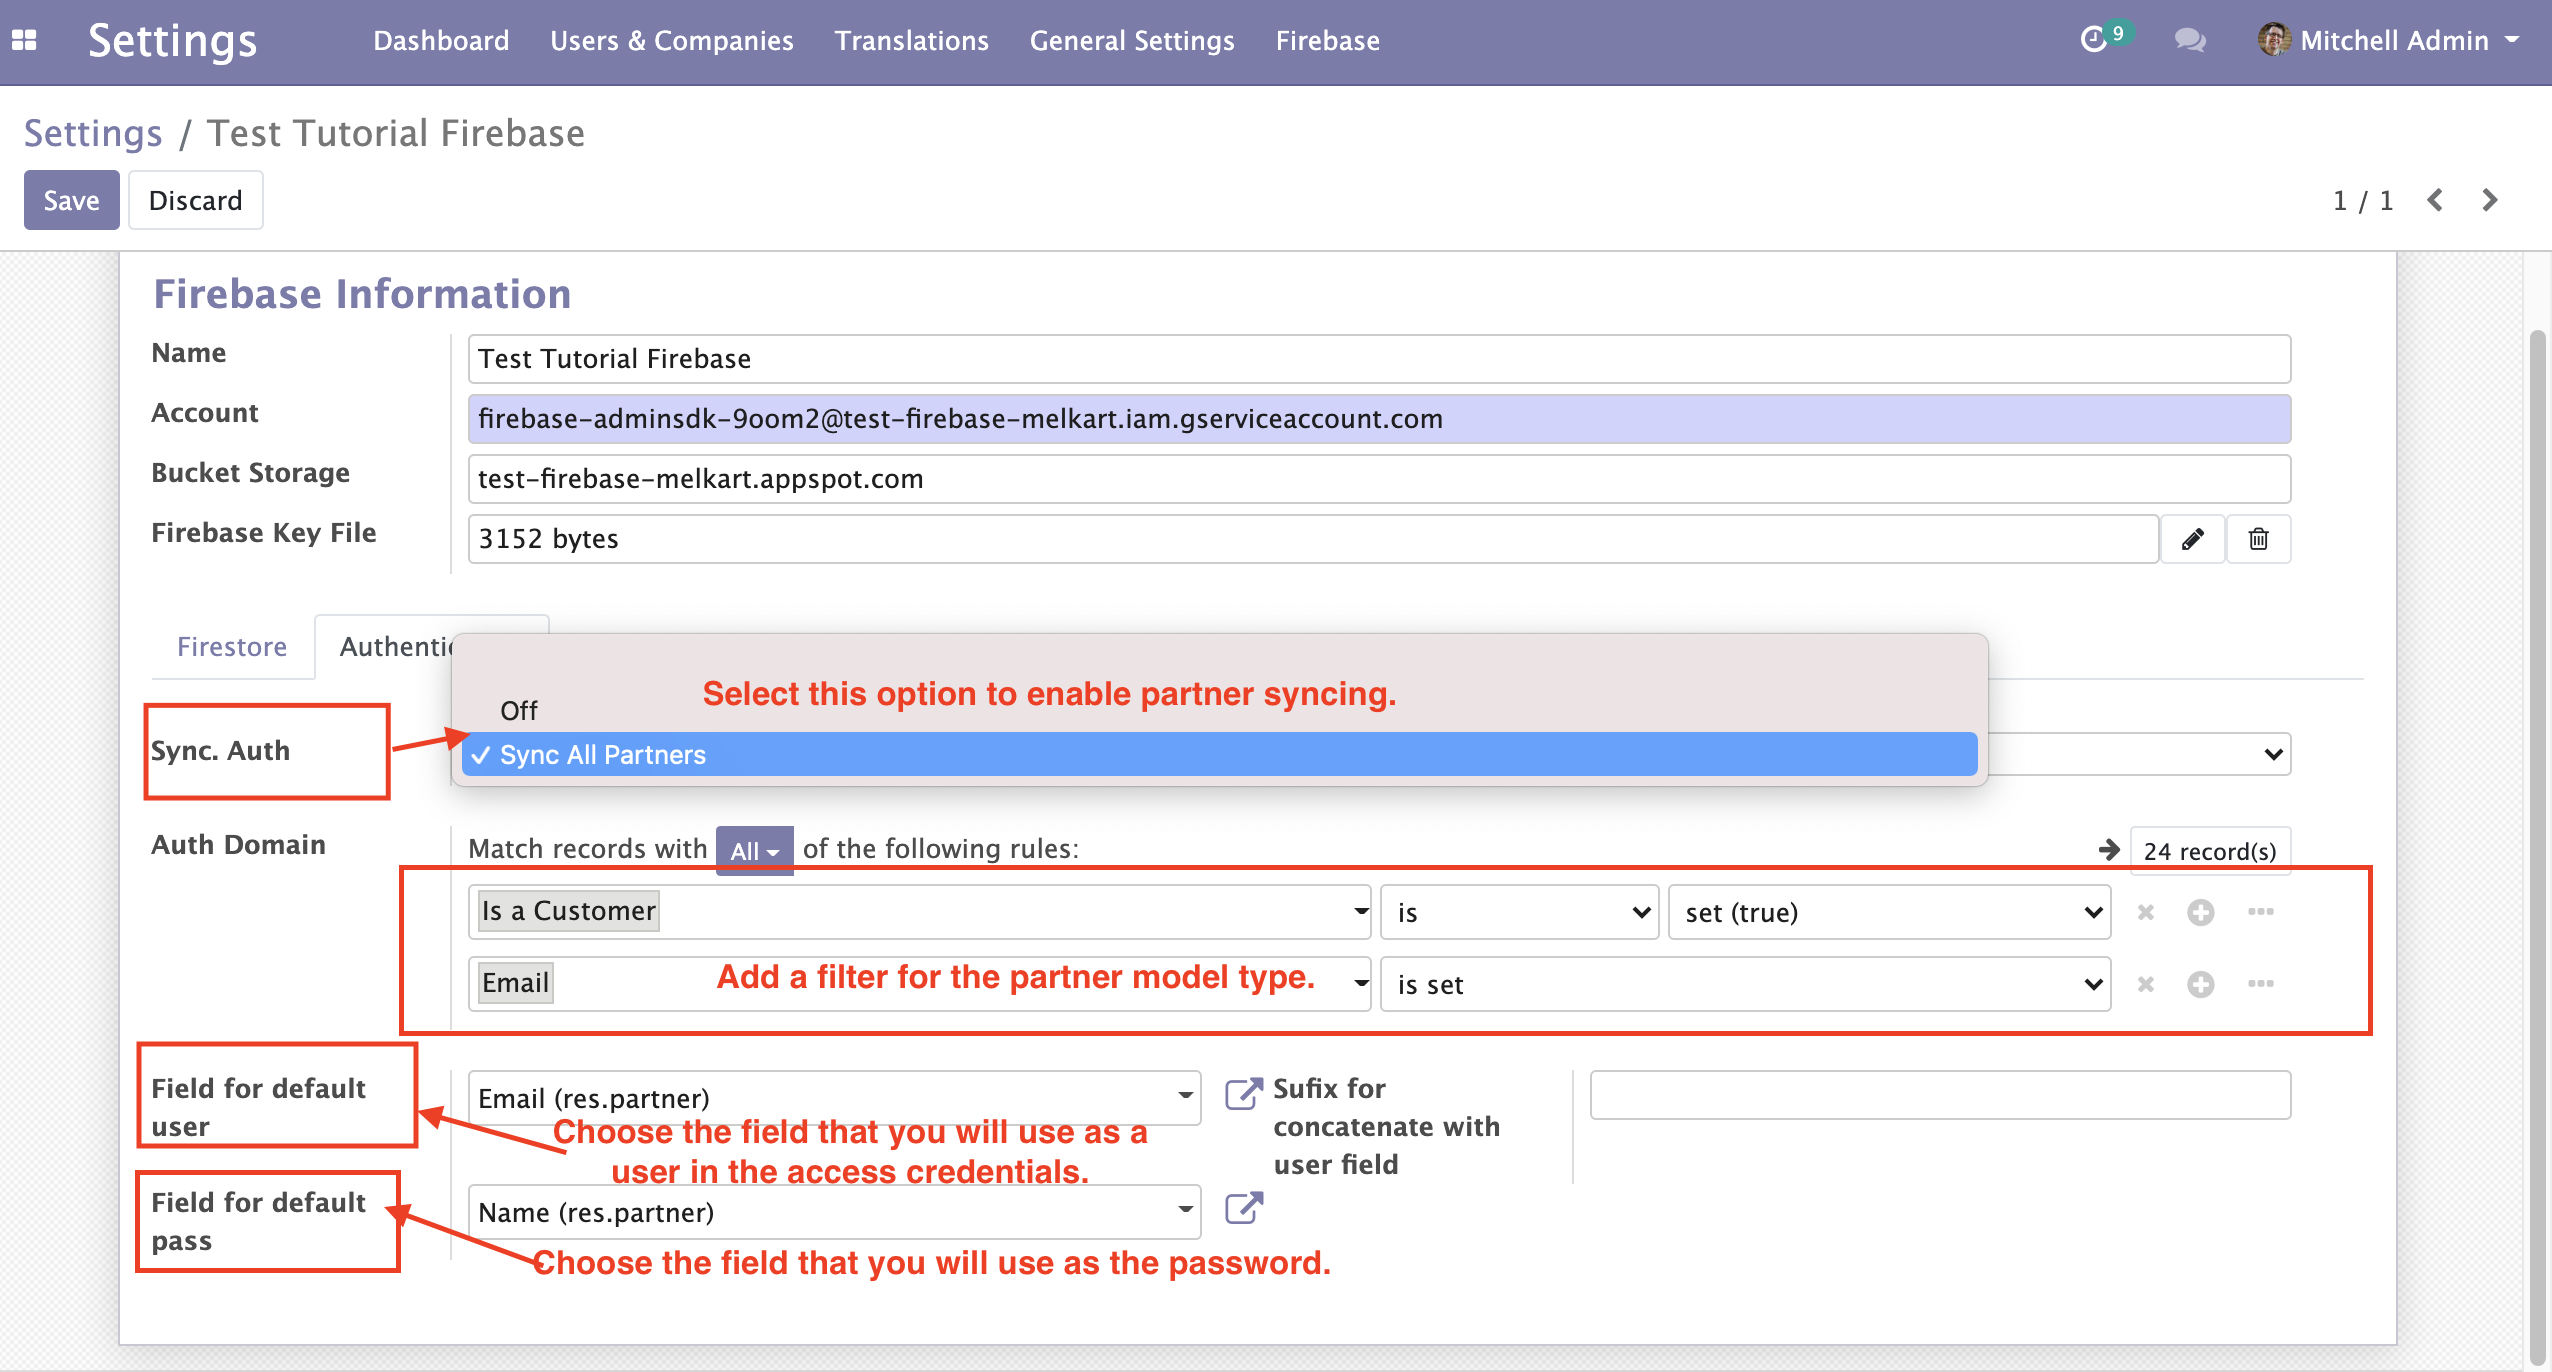 Settings Dashboard Users & Companies Translations General Settings Firebase 9 Mitchell Admin
Settings / Test Tutorial Firebase
Save Discard 1 / 1
Firebase Information
Name Test Tutorial Firebase
Account firebase-adminsdk-9oom2@test-firebase-melkart.iam.gserviceaccount.com
Bucket Storage test-firebase-melkart.appspot.com
Firebase Key File 3152 bytes
Firestore Authentic
Select this option to enable partner syncing.
Off
Sync. Auth Sync All Partners
Auth Domain Match records with All of the following rules: 24 record(s)
Is a Customer is set (true)
Email Add a filter for the partner model type. is set
Field for default user Email (res.partner) Sufix for concatenate with user field
Choose the field that you will use as a
user in the access credentials.
Field for default pass Name (res.partner)
Choose the field that you will use as the password.